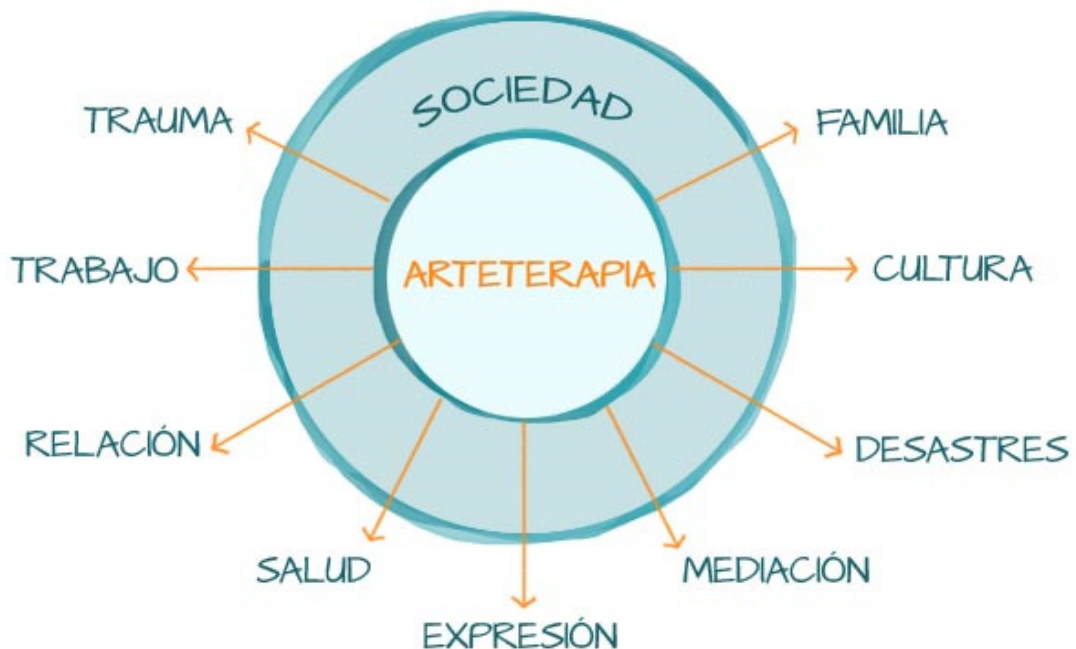 SOCIEDAD
TRAUMA
FAMILIA
TRABAJO
ARTETERAPIA
CULTURA
RELACIÓN
DESASTRES
SALUD
MEDIACIÓN
EXPRESIÓN